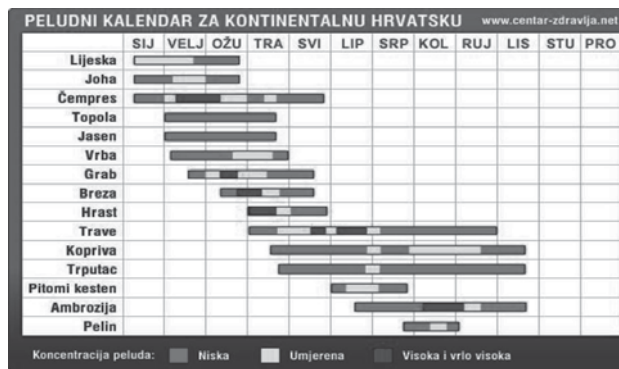 PELUDNI KALENDAR ZA KONTINENTALNU HRVATSKU www.centar-zdravlja.net
SIJ VELJ OŽU TRA SVI LIP SRP KOL RUJ LIS STU PRO
Lijeska
Joha
Čempres
Topola
Jasen
Vrba
Grab
Breza
Hrast
Trave
Kopriva
Trputac
Pitomi kesten
Ambrozija
Pelin
Koncentracija peluda: Niska Umjerena Visoka i vrlo visoka